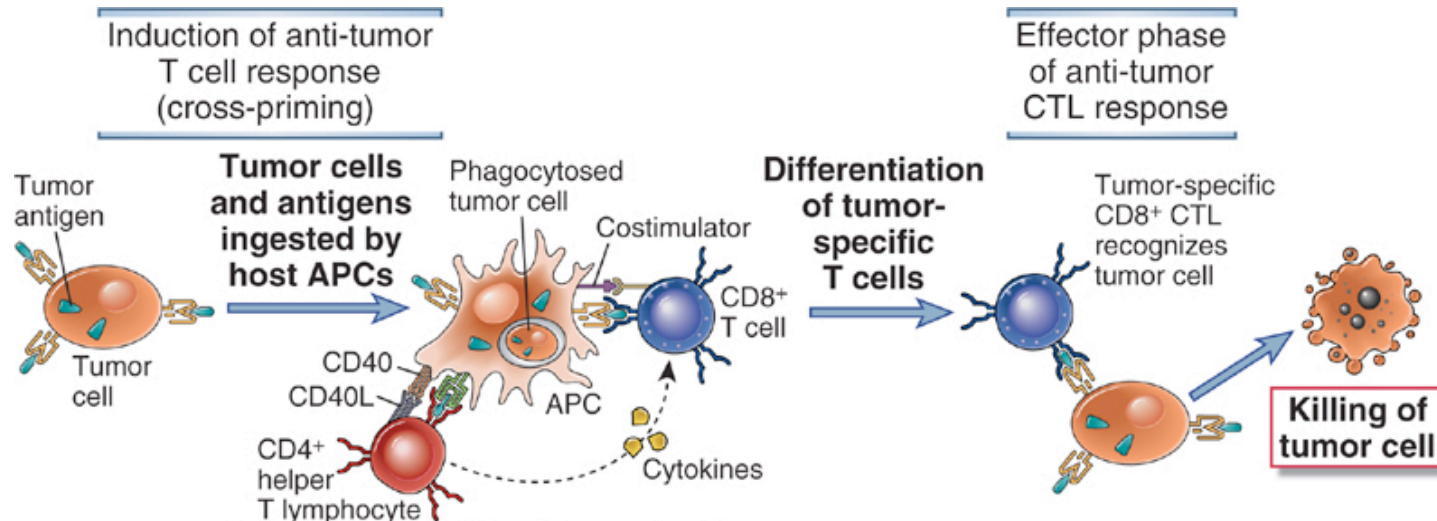 Induction of anti-tumor
T cell response
(cross-priming)
Effector phase
of anti-tumor
CTL response
Tumor
antigen
Tumor cells
and antigens
ingested by
host APCs
Phagocytosed
tumor cell
Costimulator
Differentiation
of tumor-
specific
T cells
Tumor-specific
CD8⁺ CTL
recognizes
tumor cell
CD8⁺
T cell
Tumor
cell
CD40
CD40L
APC
CD4⁺
helper
T lymphocyte
Cytokines
Killing of
tumor cell